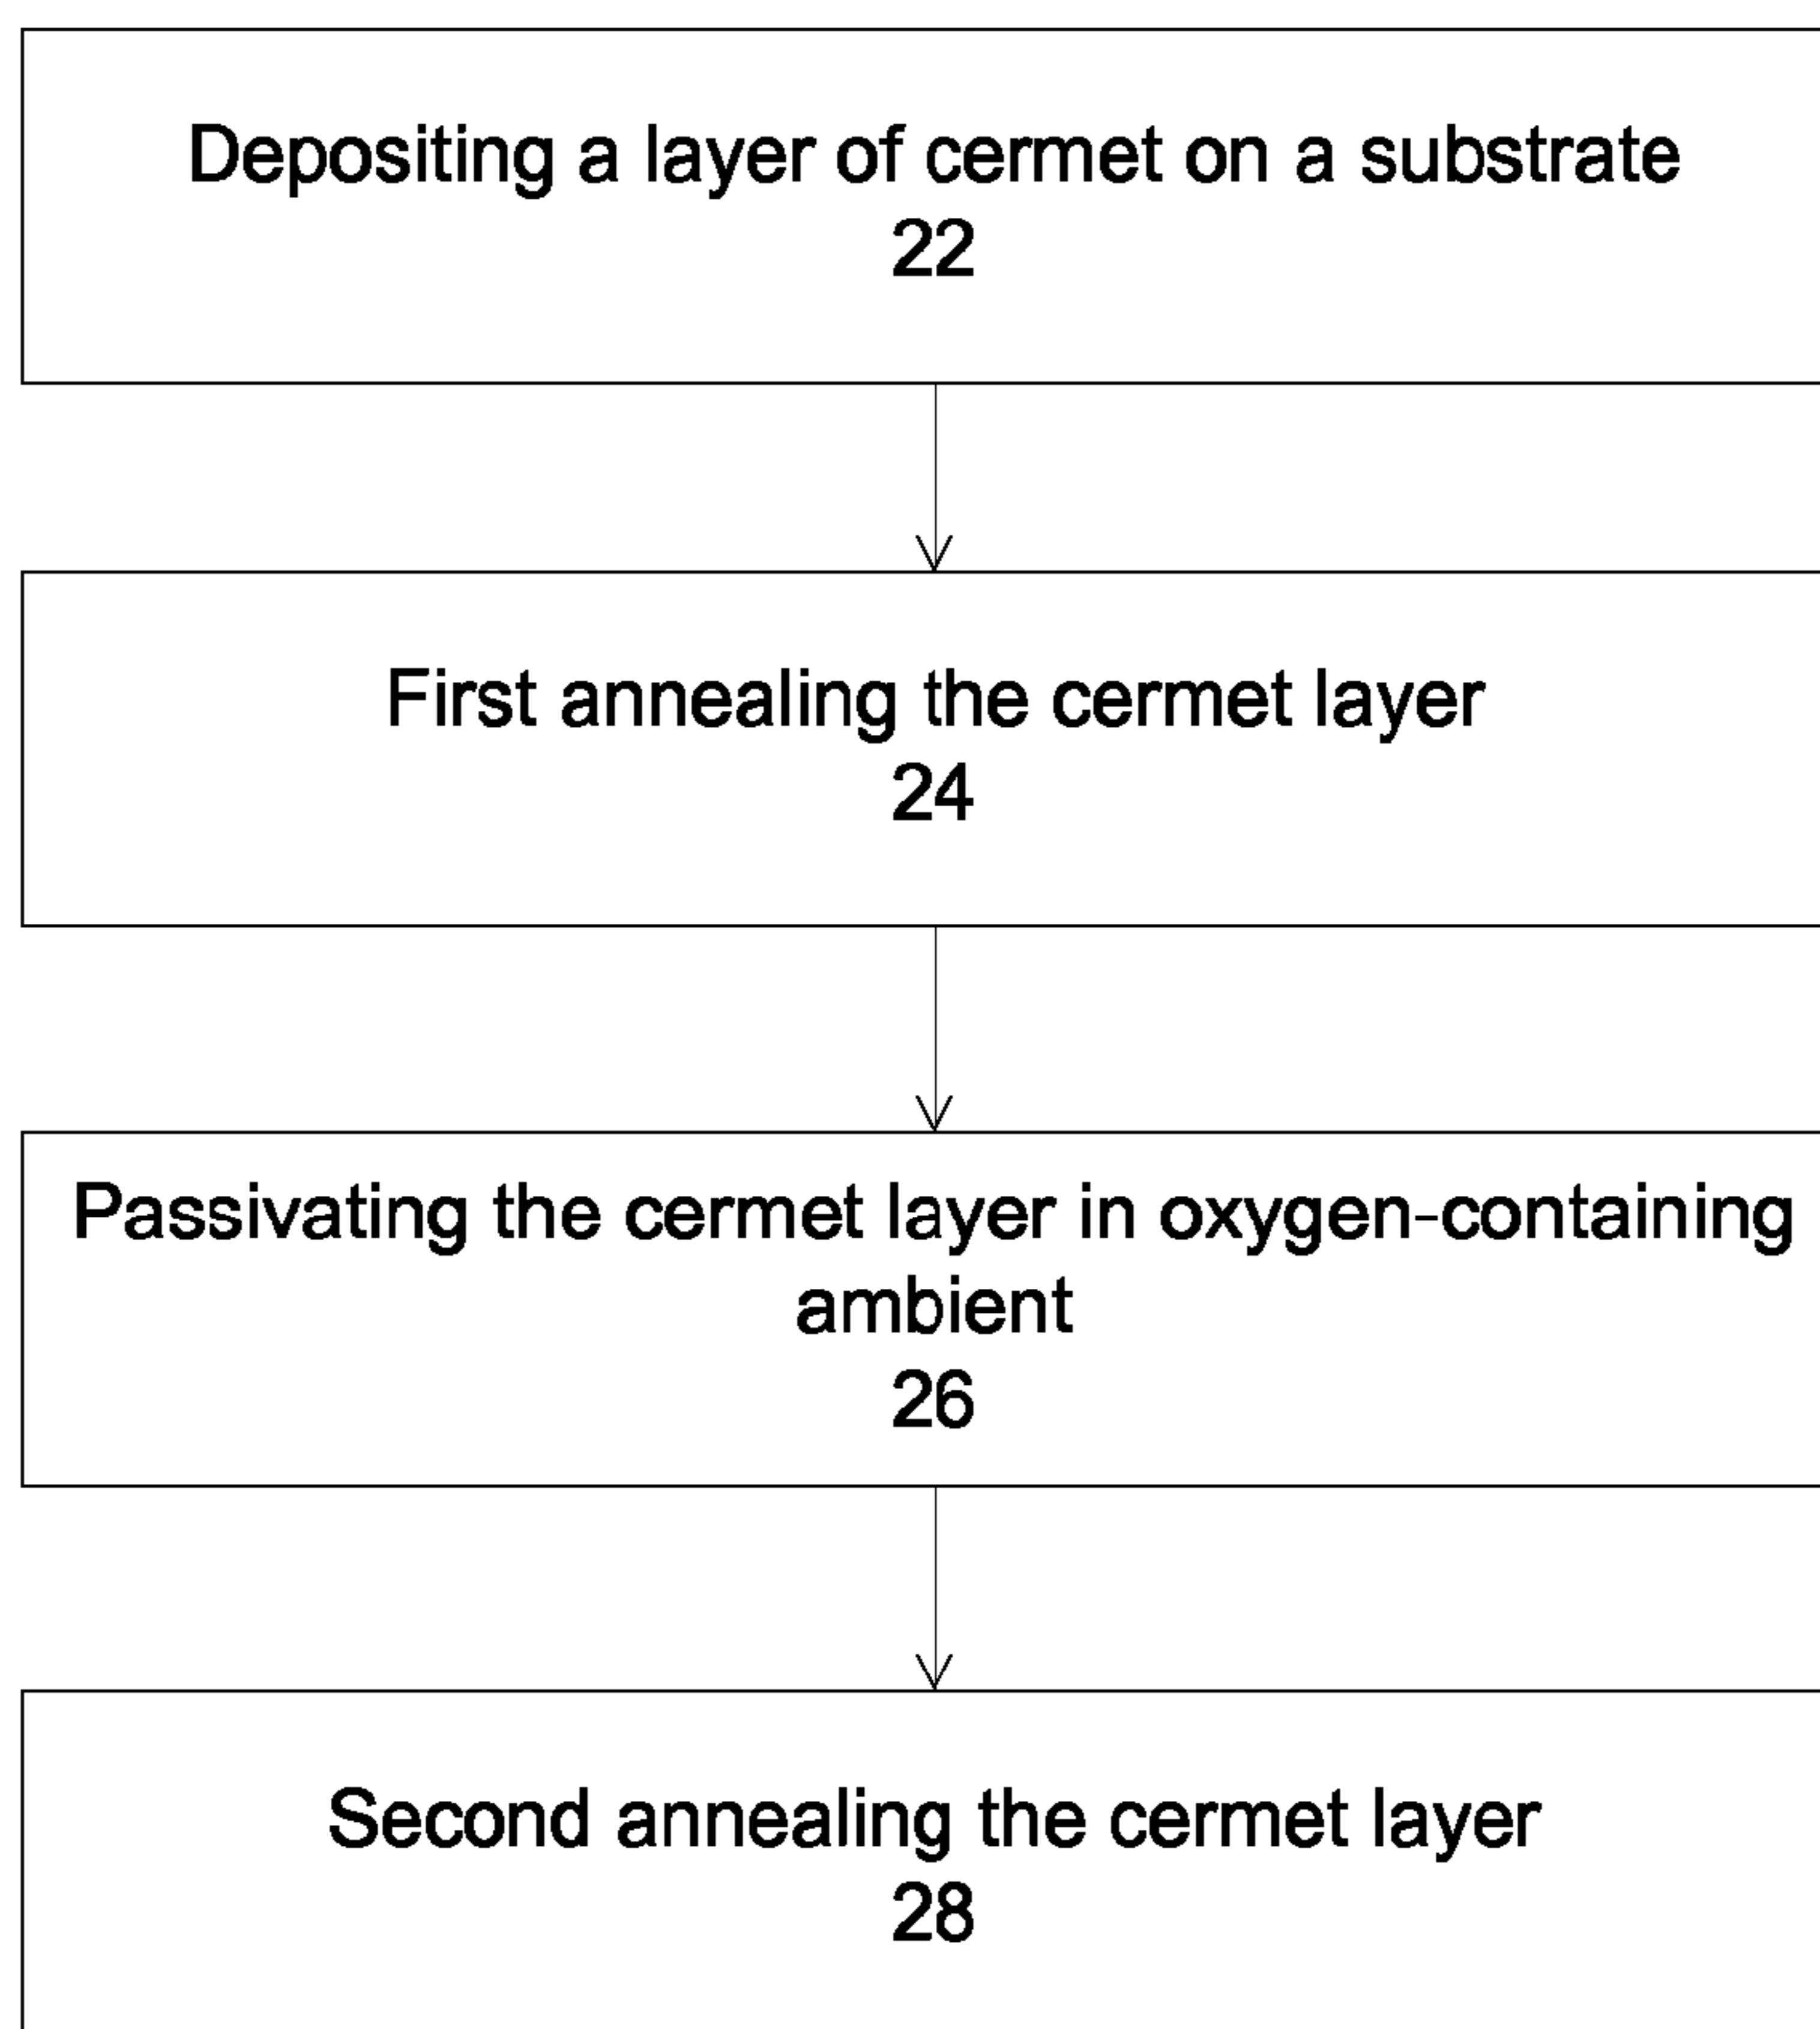 Depositing a layer of cermet on a substrate
22
First annealing the cermet layer
24
Passivating the cermet layer in oxygen-containing
ambient
26
Second annealing the cermet layer
28